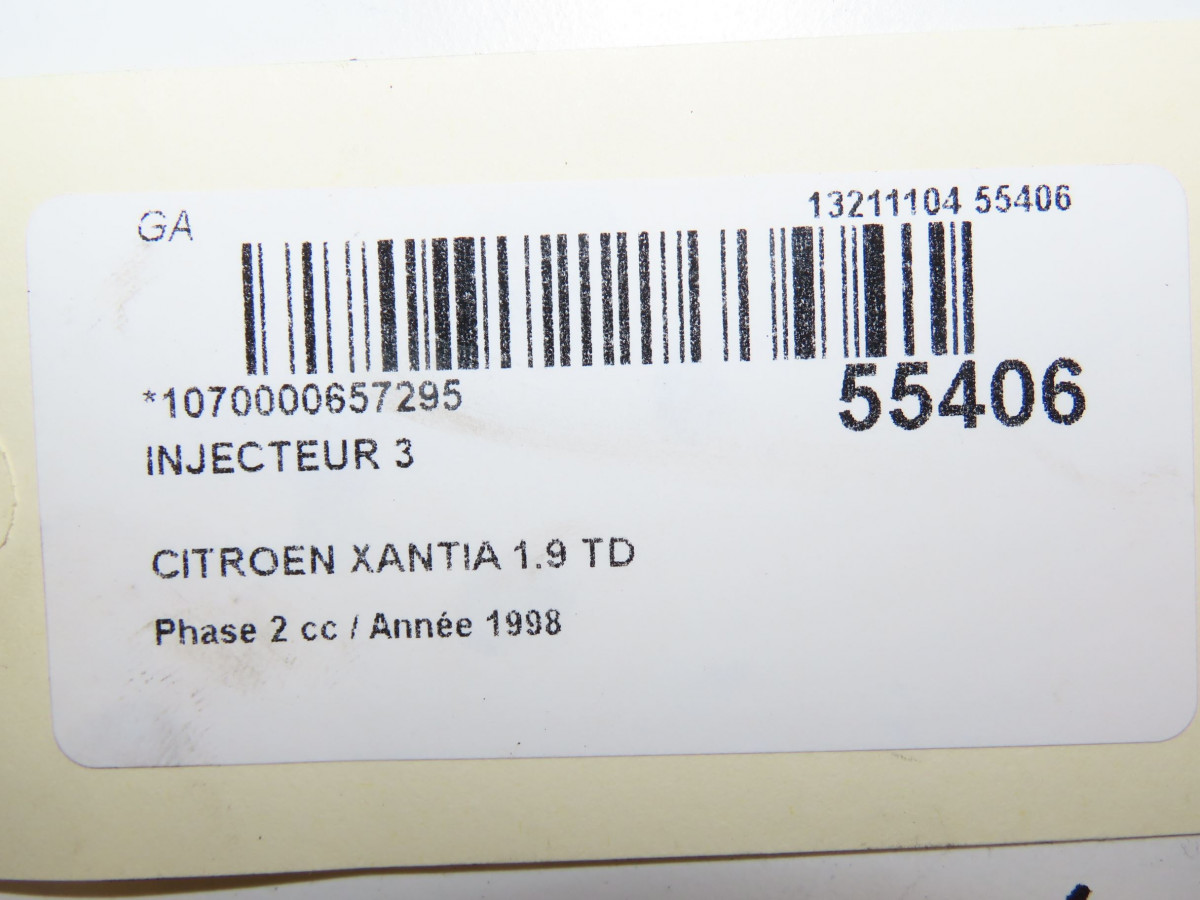 GA
13211104 55406
*1070000657295
55406
INJECTEUR 3
CITROEN XANTIA 1.9 TD
Phase 2 cc / Année 1998